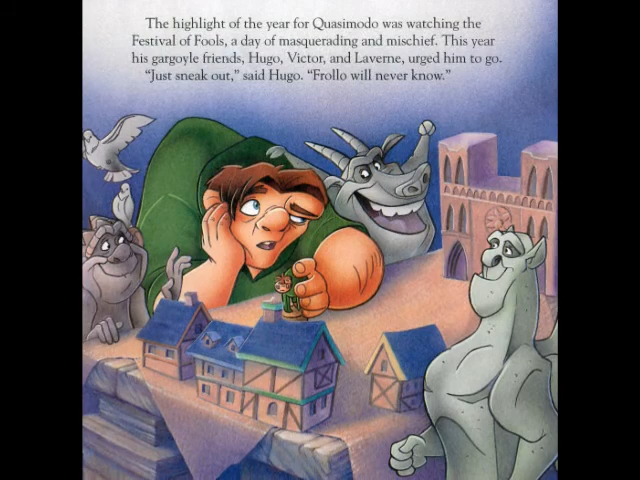 The highlight of the year for Quasimodo was watching the
Festival of Fools, a day of masquerading and mischief. This year
his gargoyle friends, Hugo, Victor, and Laverne, urged him to go.
“Just sneak out,” said Hugo. “Frollo will never know.”